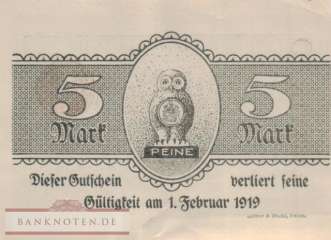 5 5
Mark Mark
PEINE
Dieser Gutschein verliert seine
Gültigkeit am 1. Februar 1919
BANKNOTEN.DE